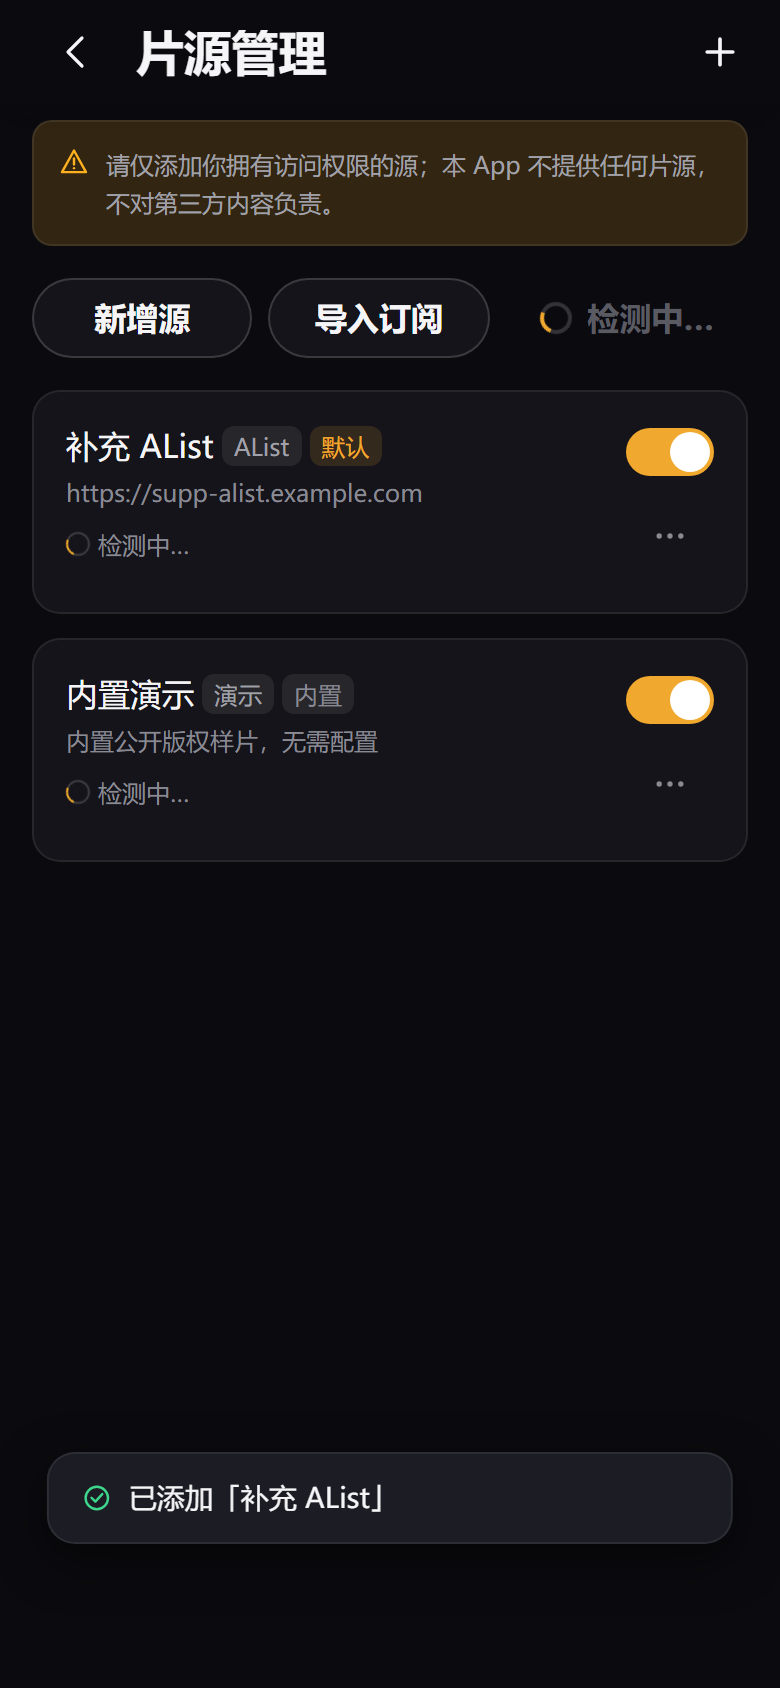 片源管理
请仅添加你拥有访问权限的源；本 App 不提供任何片源，
不对第三方内容负责。
新增源 导入订阅 检测中...
补充 AList AList 默认
https://supp-alist.example.com
检测中...
内置演示 演示 内置
内置公开版权样片，无需配置
检测中...
已添加「补充 AList」